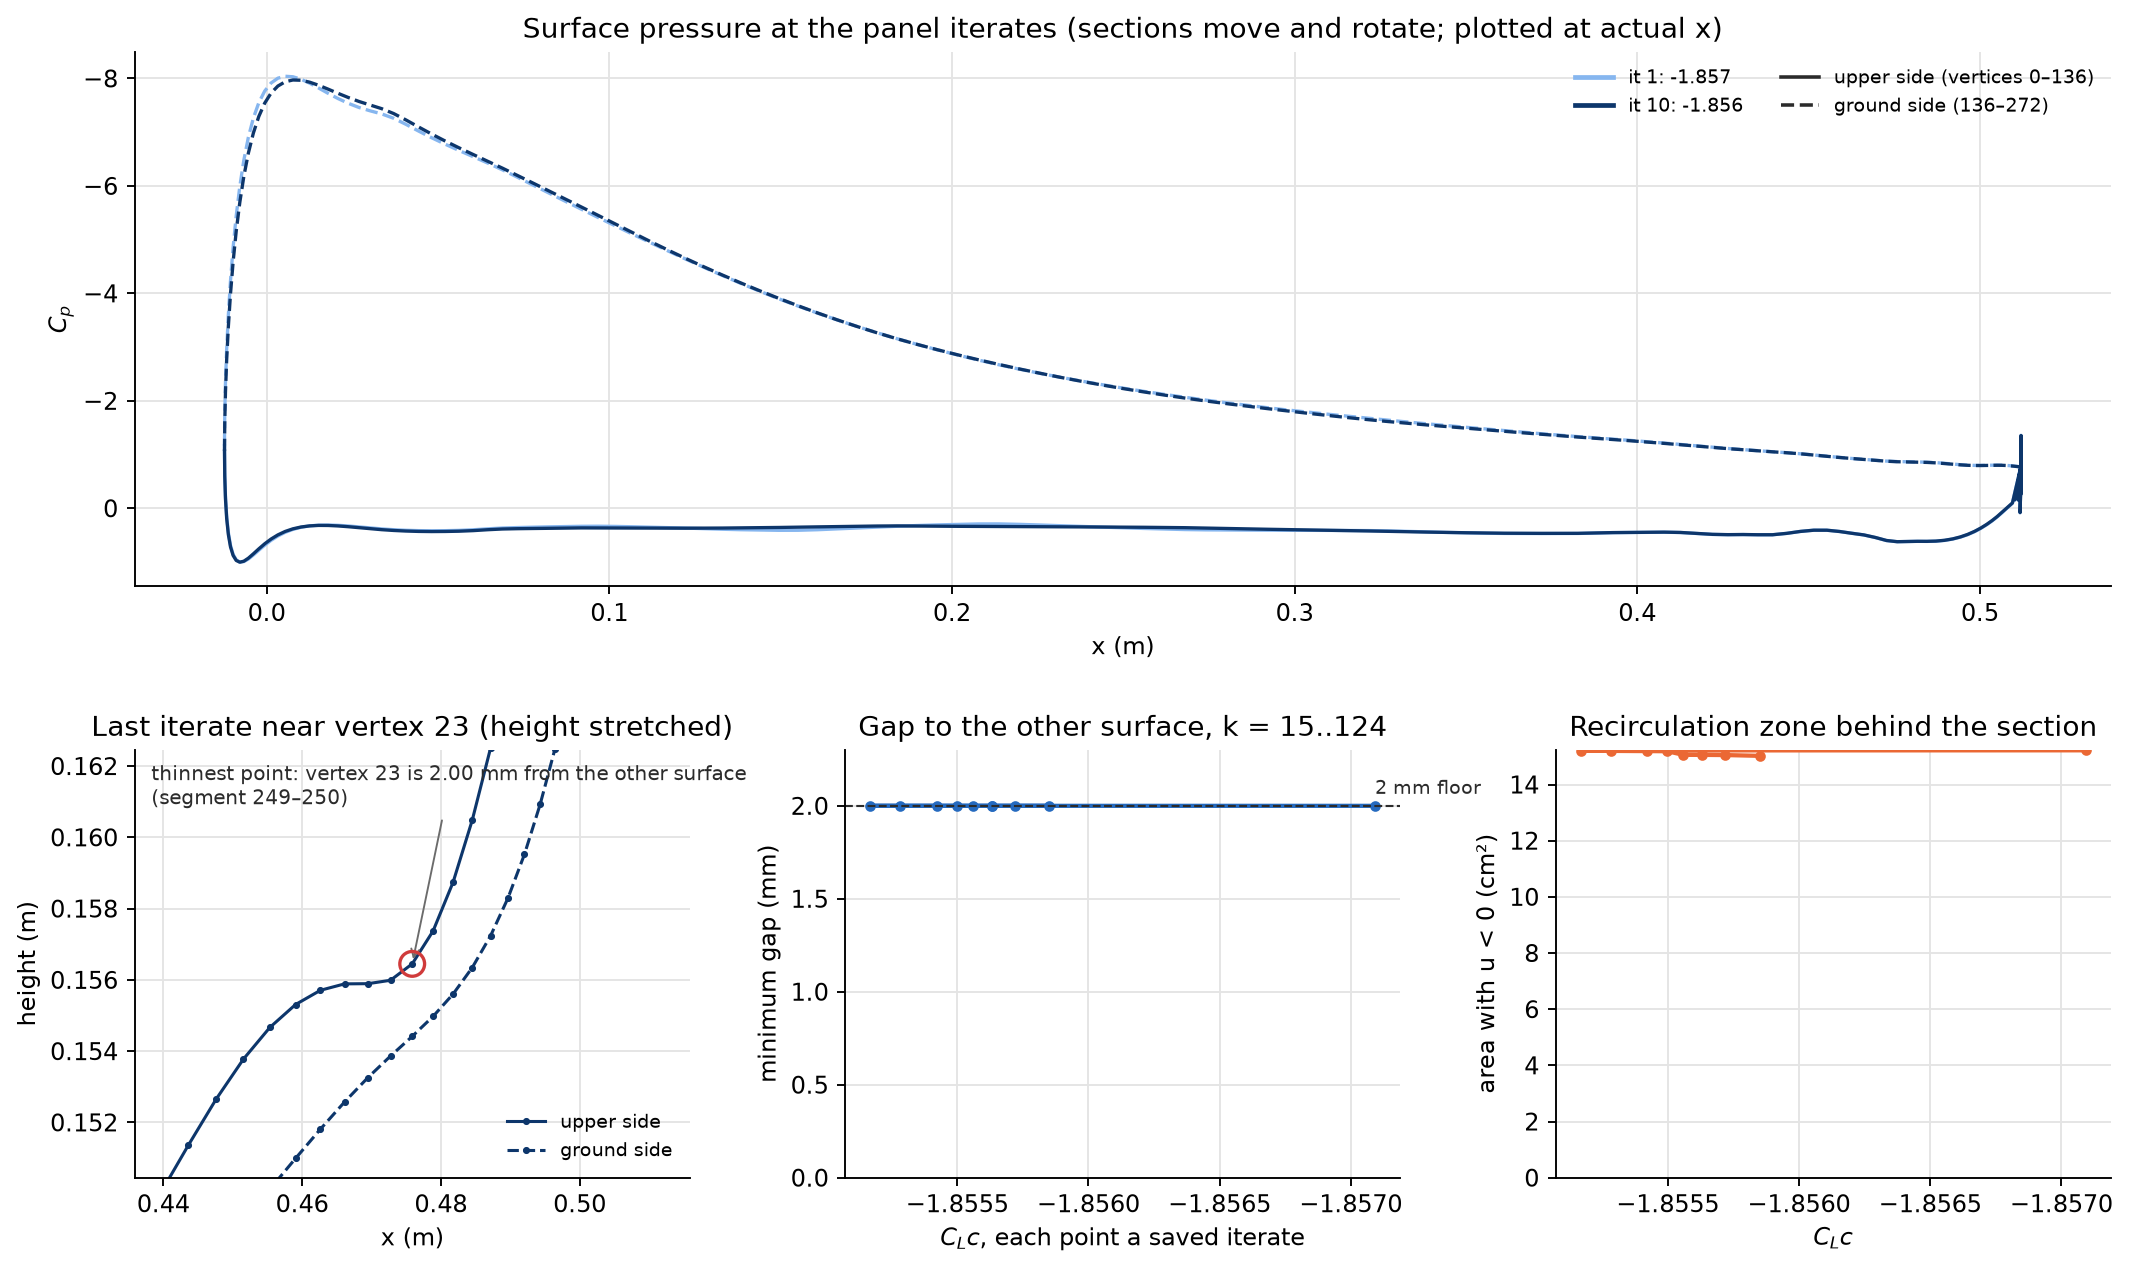 Surface pressure at the panel iterates (sections move and rotate; plotted at actual x)
−8
−6
−4
−2
0
C_p
it 1: -1.857
it 10: -1.856
upper side (vertices 0–136)
ground side (136–272)
0.0
0.1
0.2
0.3
0.4
0.5
x (m)
Last iterate near vertex 23 (height stretched)
0.162
0.160
0.158
0.156
0.154
0.152
height (m)
thinnest point: vertex 23 is 2.00 mm from the other surface
(segment 249–250)
upper side
ground side
0.44
0.46
0.48
0.50
x (m)
Gap to the other surface, k = 15..124
2.0
1.5
1.0
0.5
0.0
minimum gap (mm)
2 mm floor
−1.8555
−1.8560
−1.8565
−1.8570
C_Lc, each point a saved iterate
Recirculation zone behind the section
14
12
10
8
6
4
2
0
area with u < 0 (cm²)
−1.8555
−1.8560
−1.8565
−1.8570
C_Lc